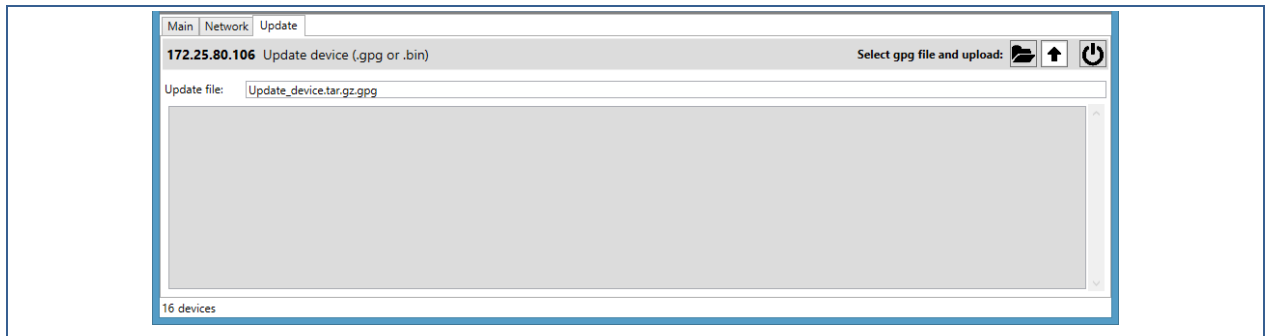 Main Network Update
172.25.80.106 Update device (.gpg or .bin) Select gpg file and upload:
Update file: Update_device.tar.gz.gpg
16 devices